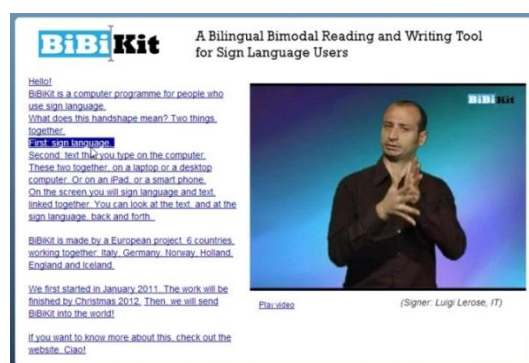 BiBiKit
A Bilingual Bimodal Reading and Writing Tool
for Sign Language Users
Hello!
BiBiKit is a computer programme for people who
use sign language.
What does this handshape mean? Two things,
together.
First: sign language.
Second: text that you type on the computer.
These two together, on a laptop or a desktop
computer. Or on an iPad, or a smart phone.
On the screen you will sign language and text,
linked together. You can look at the text, and at the
sign language, back and forth.
BiBiKit is made by a European project. 6 countries,
working together: Italy, Germany, Norway, Holland,
England and Iceland.
We first started in January 2011. The work will be
finished by Christmas 2012. Then, we will send
BiBiKit into the world!
If you want to know more about this, check out the
website. Ciao!
BiBiKit
Play video
(Signer: Luigi Lerose, IT)